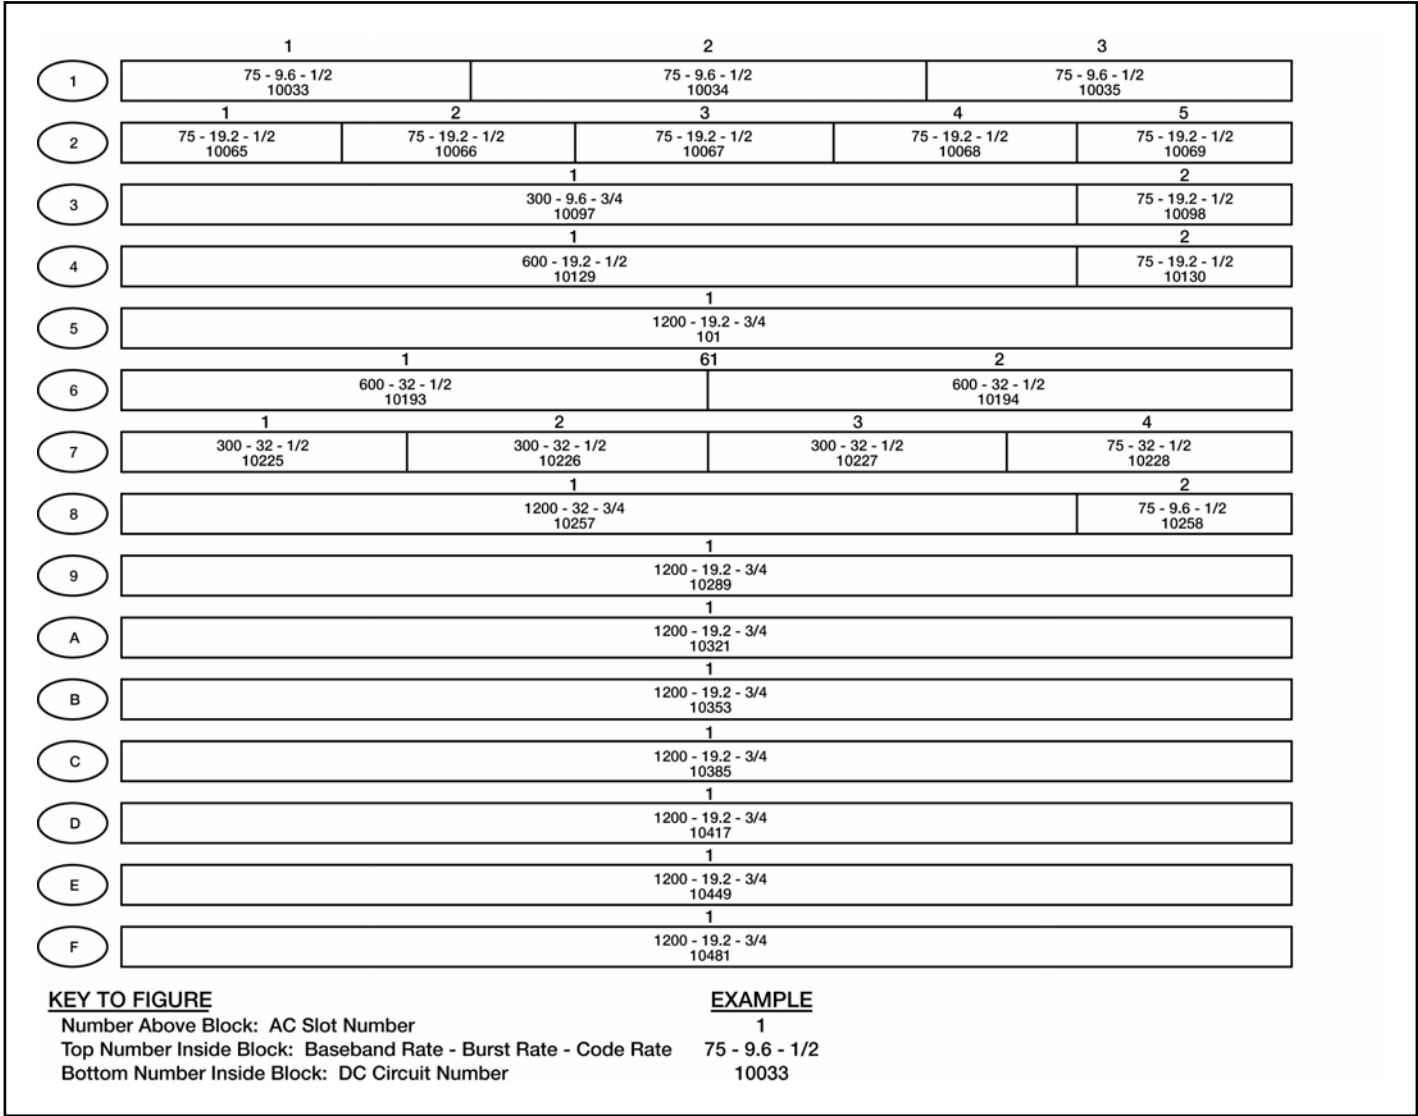 1 2 3
1 75 - 9.6 - 1/2 75 - 9.6 - 1/2 75 - 9.6 - 1/2
10033 10034 10035
1 2 3 4 5
2 75 - 19.2 - 1/2 75 - 19.2 - 1/2 75 - 19.2 - 1/2 75 - 19.2 - 1/2 75 - 19.2 - 1/2
10065 10066 10067 10068 10069
1 2
3 300 - 9.6 - 3/4 75 - 19.2 - 1/2
10097 10098
1 2
4 600 - 19.2 - 1/2 75 - 19.2 - 1/2
10129 10130
1
5 1200 - 19.2 - 3/4
101
1 61 2
6 600 - 32 - 1/2 600 - 32 - 1/2
10193 10194
1 2 3 4
7 300 - 32 - 1/2 300 - 32 - 1/2 300 - 32 - 1/2 75 - 32 - 1/2
10225 10226 10227 10228
1 2
8 1200 - 32 - 3/4 75 - 9.6 - 1/2
10257 10258
1
9 1200 - 19.2 - 3/4
10289
1
A 1200 - 19.2 - 3/4
10321
1
B 1200 - 19.2 - 3/4
10353
1
C 1200 - 19.2 - 3/4
10385
1
D 1200 - 19.2 - 3/4
10417
1
E 1200 - 19.2 - 3/4
10449
1
F 1200 - 19.2 - 3/4
10481
KEY TO FIGURE EXAMPLE
Number Above Block: AC Slot Number 1
Top Number Inside Block: Baseband Rate - Burst Rate - Code Rate 75 - 9.6 - 1/2
Bottom Number Inside Block: DC Circuit Number 10033